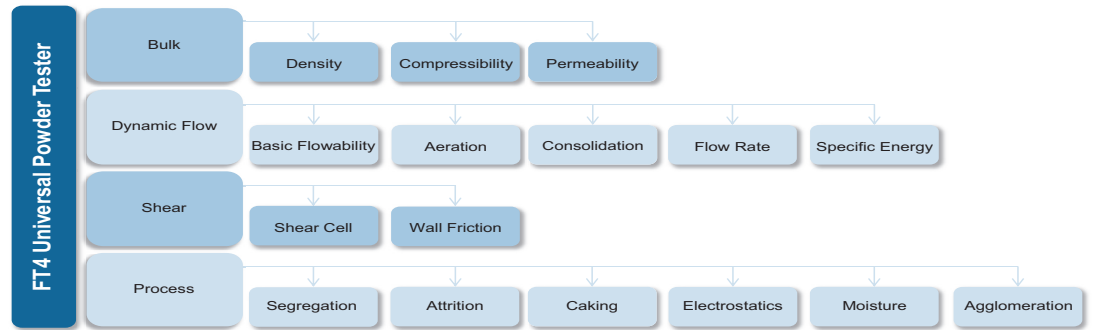 FT4 Universal Powder Tester
Bulk
Density
Compressibility
Permeability
Dynamic Flow
Basic Flowability
Aeration
Consolidation
Flow Rate
Specific Energy
Shear
Shear Cell
Wall Friction
Process
Segregation
Attrition
Caking
Electrostatics
Moisture
Agglomeration